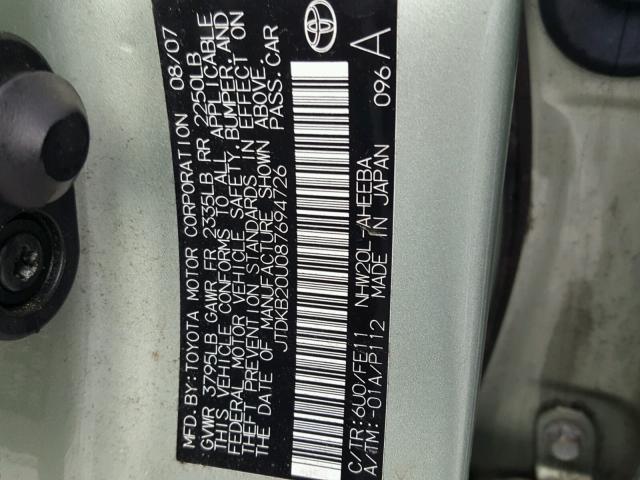 MFD.BY:TOYOTA MOTOR CORPORATION 08/07
GVWR 3795LB GAWR FR 2335LB RR 2250LB
THIS VEHICLE CONFORMS TO ALL APPLICABLE
FEDERAL MOTOR VEHICLE SAFETY,BUMPER, AND
THEFT PREVENTION STANDARDS IN EFFECT ON
THE DATE OF MANUFACTURE SHOWN ABOVE.
JTDKB20U087694726 PASS.CAR
C/TR:6U0/FE11 NHW20L-AHEEBA 096A
A/TM:-01A/P112 MADE IN JAPAN